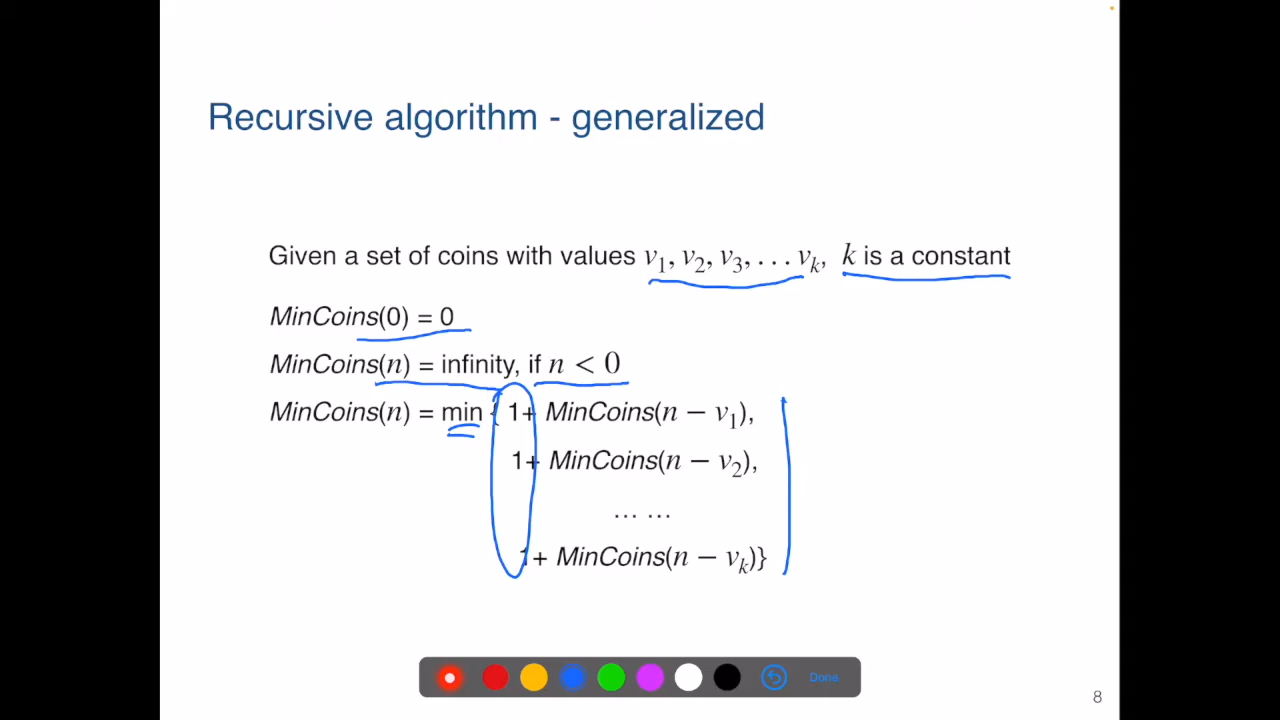 Recursive algorithm - generalized
Given a set of coins with values v₁, v₂, v₃, … vₖ, k is a constant
MinCoins(0) = 0
MinCoins(n) = infinity, if n < 0
MinCoins(n) = min { 1+ MinCoins(n − v₁),
1+ MinCoins(n − v₂),
… …
1+ MinCoins(n − vₖ)}
Done
8